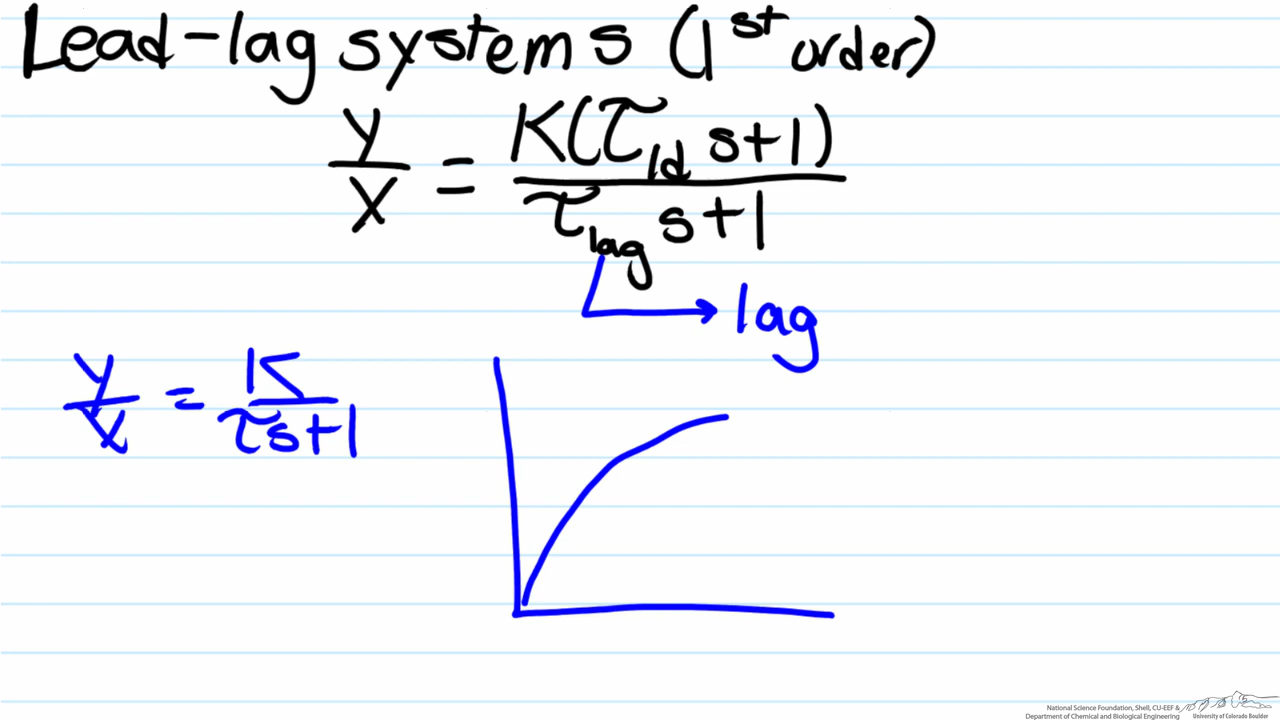 Lead-lag systems (1st order)
Y/X = K(τld s+1)/τlag s+1
lag
Y/X = K/τs+1
National Science Foundation, Shell, CU-EEF &
Department of Chemical and Biological Engineering
University of Colorado Boulder